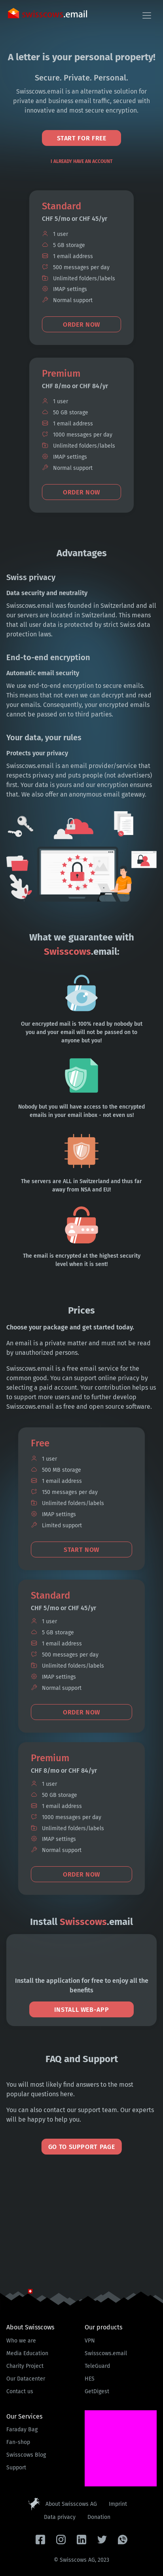 Swisscows.email
A letter is your personal property!
Secure. Private. Personal.
Swisscows.email is an alternative solution for
private and business email traffic, offering secure
and innovative and most secure encryption.
START FOR FREE
I ALREADY HAVE AN ACCOUNT
Standard
CHF 5/mo or CHF 45/yr
1 user
5 GB storage
1 email address
500 messages per day
Unlimited folders/labels
IMAP settings
Normal support
ORDER NOW
Premium
CHF 8/mo or CHF 84/yr
1 user
50 GB storage
1 email address
1000 messages per day
Unlimited folders/labels
IMAP settings
Normal support
ORDER NOW
Advantages
Swiss privacy
Data security and neutrality
Swisscows.email was founded in Switzerland and all
our servers are located in Switzerland. This means
that all our data is protected by strict Swiss data
protection laws.
End-to-end encryption
Automatic email security
We use end-to-end encryption to secure emails.
This means that emails are encrypted and ready to
use immediately. Your encryption and emails are
encrypted. Consequently, your encrypted emails
cannot be passed on to third parties.
Your data, your rules
Protects your privacy
Swisscows.email is an email provider/service that
respects privacy and puts people (not advertisers)
first. Your data is yours and our encryption ensures
that. We also offer an anonymous email gateway.
What we guarantee with
Swisscows.email:
Our encrypted mail is 100% read by nobody but
you and your email will not be passed on to
anyone but you!
Nobody but you will have access to the encrypted
emails in your email inbox - not even us!
The servers are ALL in Switzerland and thus far
away from NSA and EU!
The email is encrypted at the highest security
level when it is sent!
Prices
Choose your package and get started today.
An email is a private matter and must not be read
by unauthorized persons.
Swisscows.email is a free email service for the
common good. You can support online privacy by
selecting a paid account. Your contribution helps us
to support more users and to further develop
Swisscows.email as free and open source software.
Free
1 user
500 MB storage
1 email address
150 messages per day
Unlimited folders/labels
IMAP settings
Limited support
START NOW
Standard
CHF 5/mo or CHF 45/yr
1 user
5 GB storage
1 email address
500 messages per day
Unlimited folders/labels
IMAP settings
Normal support
ORDER NOW
Premium
CHF 8/mo or CHF 84/yr
1 user
50 GB storage
1 email address
1000 messages per day
Unlimited folders/labels
IMAP settings
Normal support
ORDER NOW
Install Swisscows.email
Install the application for free to enjoy all the
benefits
INSTALL WEB-APP
FAQ and Support
You will most likely find answers to the most
popular questions here.
You can also contact our support team. Our experts
will be happy to help you.
GO TO SUPPORT PAGE
About Swisscows
Who we are
Media Education
Charity Project
Our Datacenter
Contact us
Our products
VPN
Swisscows.email
TeleGuard
HES
GetDigest
Our Services
Faraday Bag
Fan-shop
Swisscows Blog
Support
About Swisscows AG
Imprint
Data privacy
Donation
© Swisscows AG, 2023